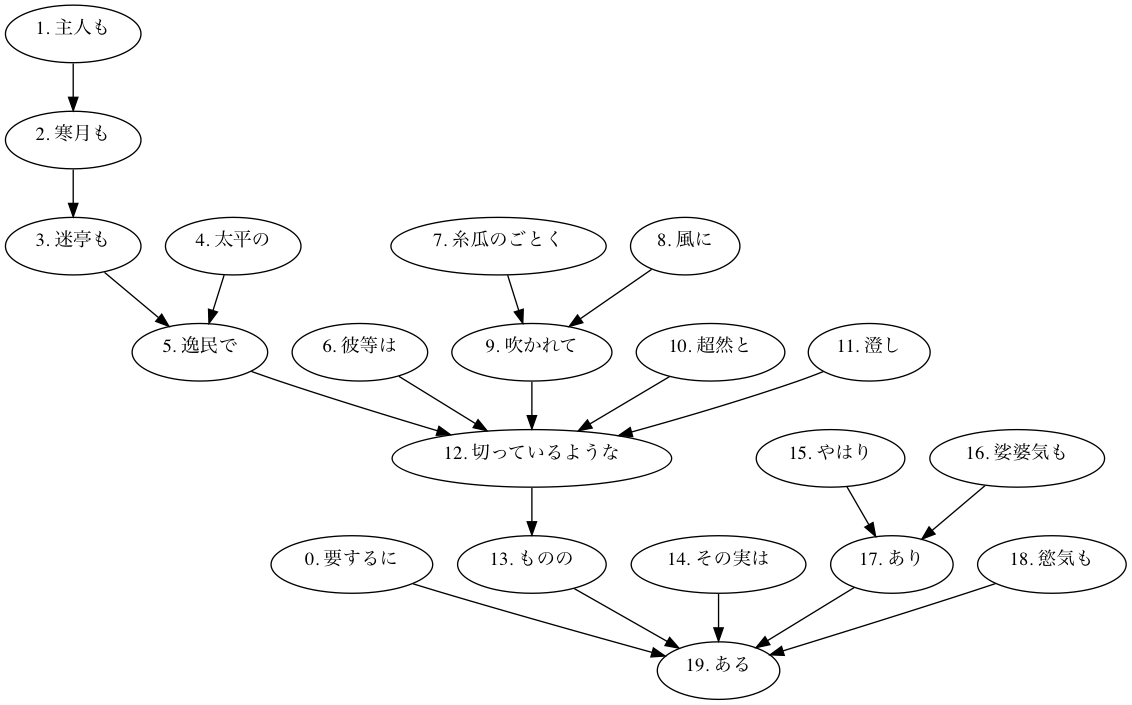 1. 主人も
2. 寒月も
3. 迷亭も
4. 太平の
7. 糸瓜のごとく
8. 風に
5. 逸民で
6. 彼等は
9. 吹かれて
10. 超然と
11. 澄し
12. 切っているような
15. やはり
16. 娑婆気も
0. 要するに
13. ものの
14. その実は
17. あり
18. 慾気も
19. ある